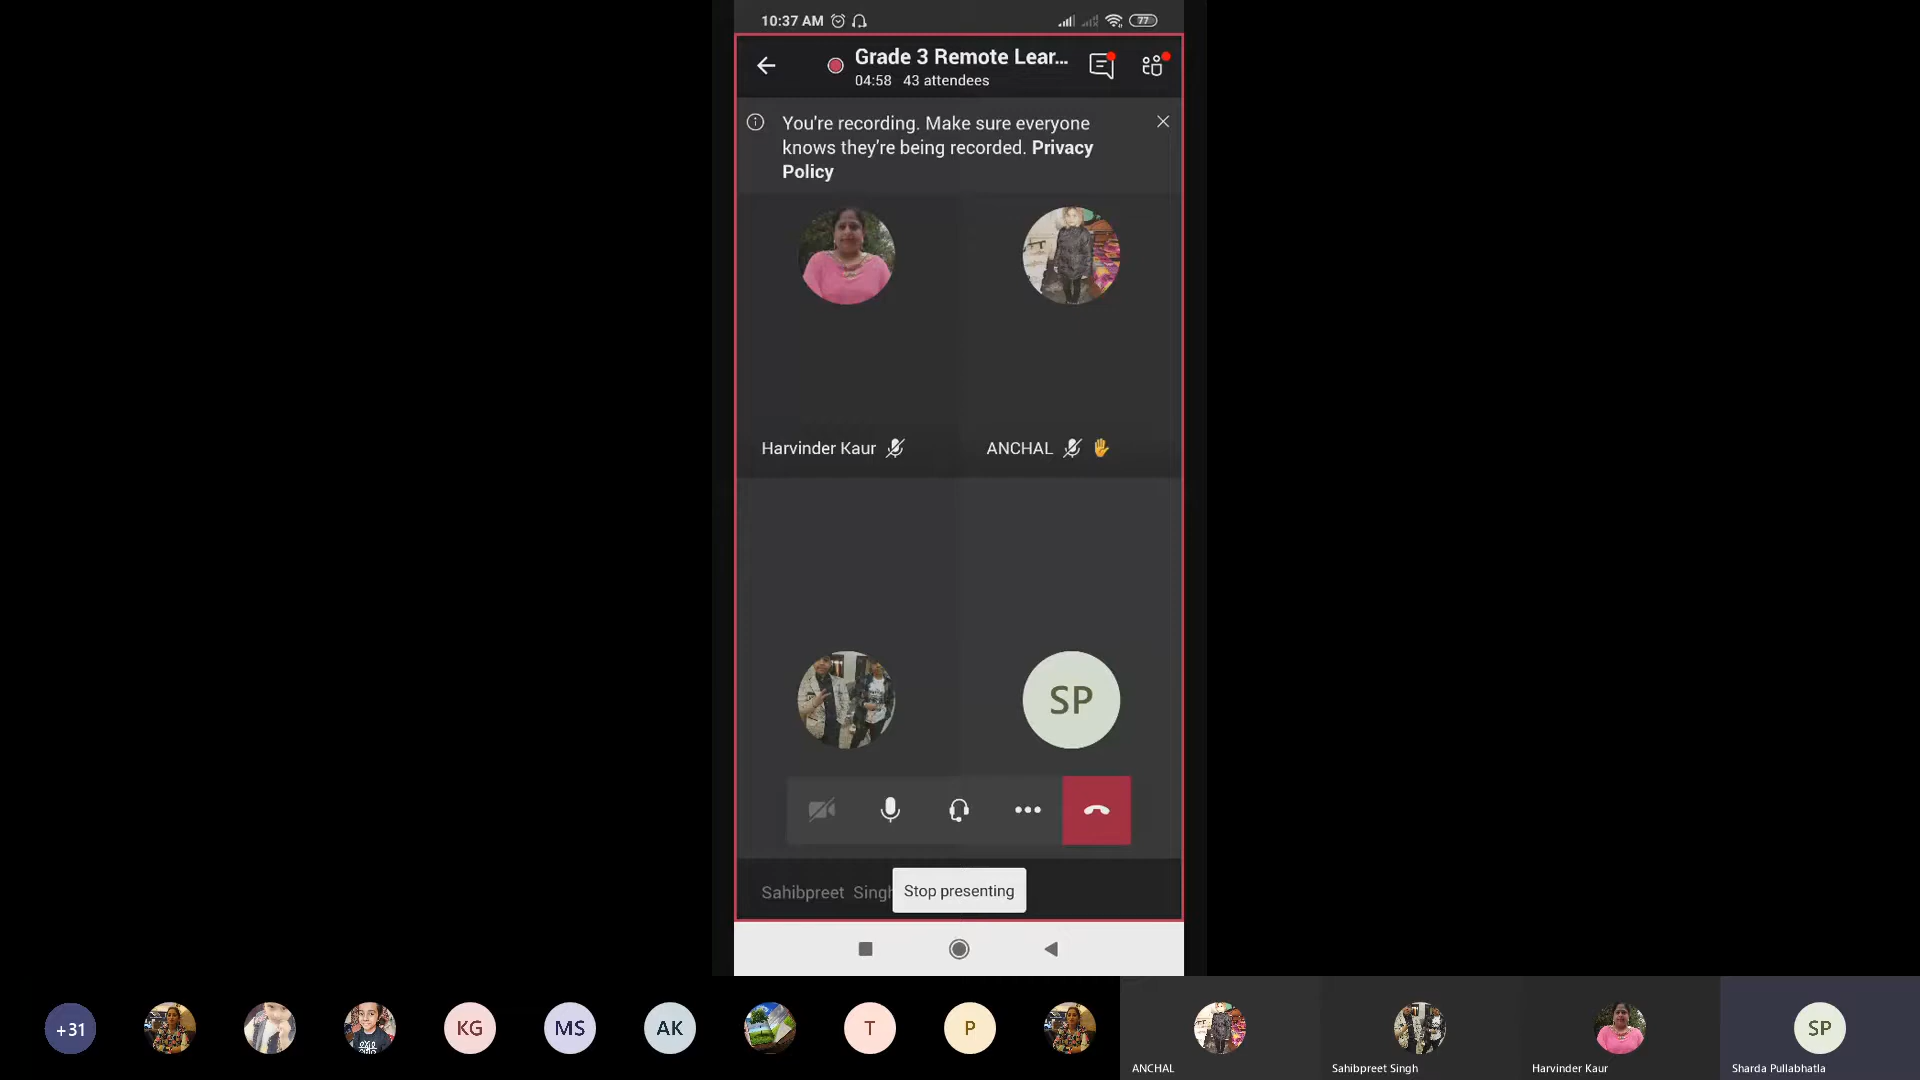 10:37 AM
77
Grade 3 Remote Lear...
04:58 43 attendees
You're recording. Make sure everyone
knows they're being recorded. Privacy
Policy
Harvinder Kaur
ANCHAL
SP
Sahibpreet Singh
Stop presenting
+31
KG
MS
AK
T
P
SP
ANCHAL
Sahibpreet Singh
Harvinder Kaur
Sharda Pullabhatla